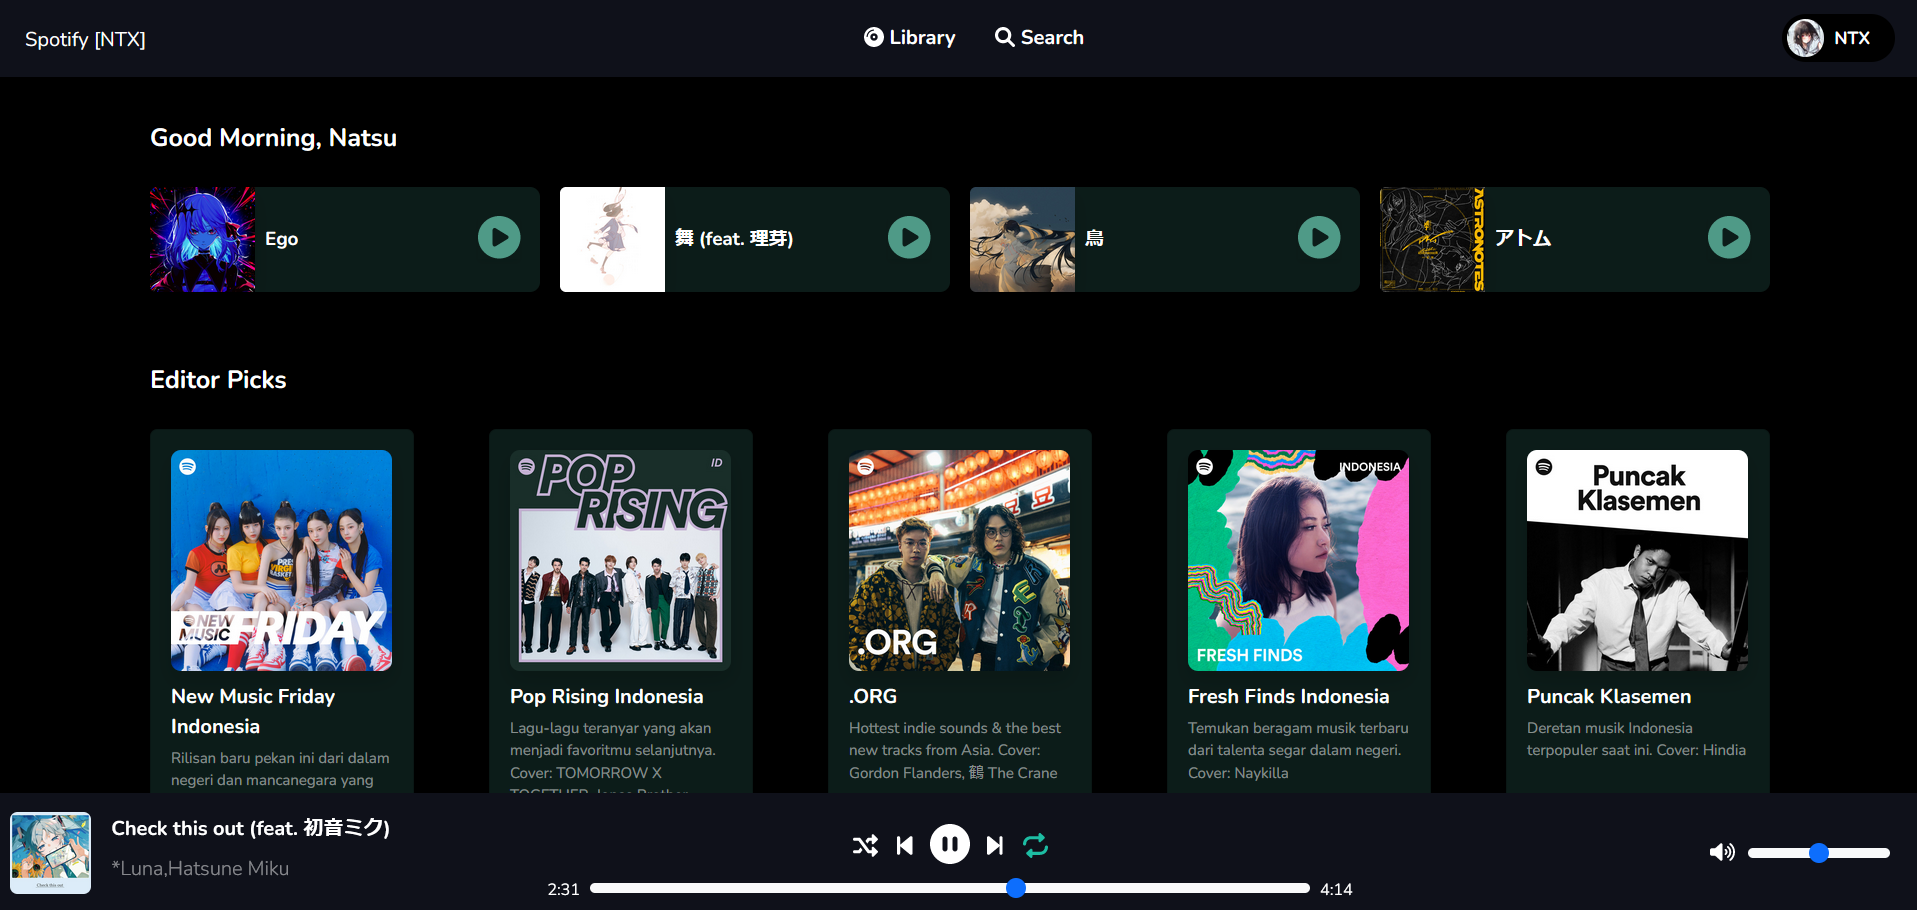 Spotify [NTX]
Library
Search
NTX
Good Morning, Natsu
Ego
舞 (feat. 理芽)
鳥
アトム
ASTRONOTES
Editor Picks
NEW
MUSIC
FRIDAY
New Music Friday
Indonesia
Rilisan baru pekan ini dari dalam
negeri dan mancanegara yang
ID
POP
RISING
Pop Rising Indonesia
Lagu-lagu teranyar yang akan
menjadi favoritmu selanjutnya.
Cover: TOMORROW X
.ORG
.ORG
Hottest indie sounds & the best
new tracks from Asia. Cover:
Gordon Flanders, 鶴 The Crane
INDONESIA
FRESH FINDS
Fresh Finds Indonesia
Temukan beragam musik terbaru
dari talenta segar dalam negeri.
Cover: Naykilla
Puncak
Klasemen
Puncak Klasemen
Deretan musik Indonesia
terpopuler saat ini. Cover: Hindia
Check this out
Check this out (feat. 初音ミク)
*Luna,Hatsune Miku
2:31
4:14